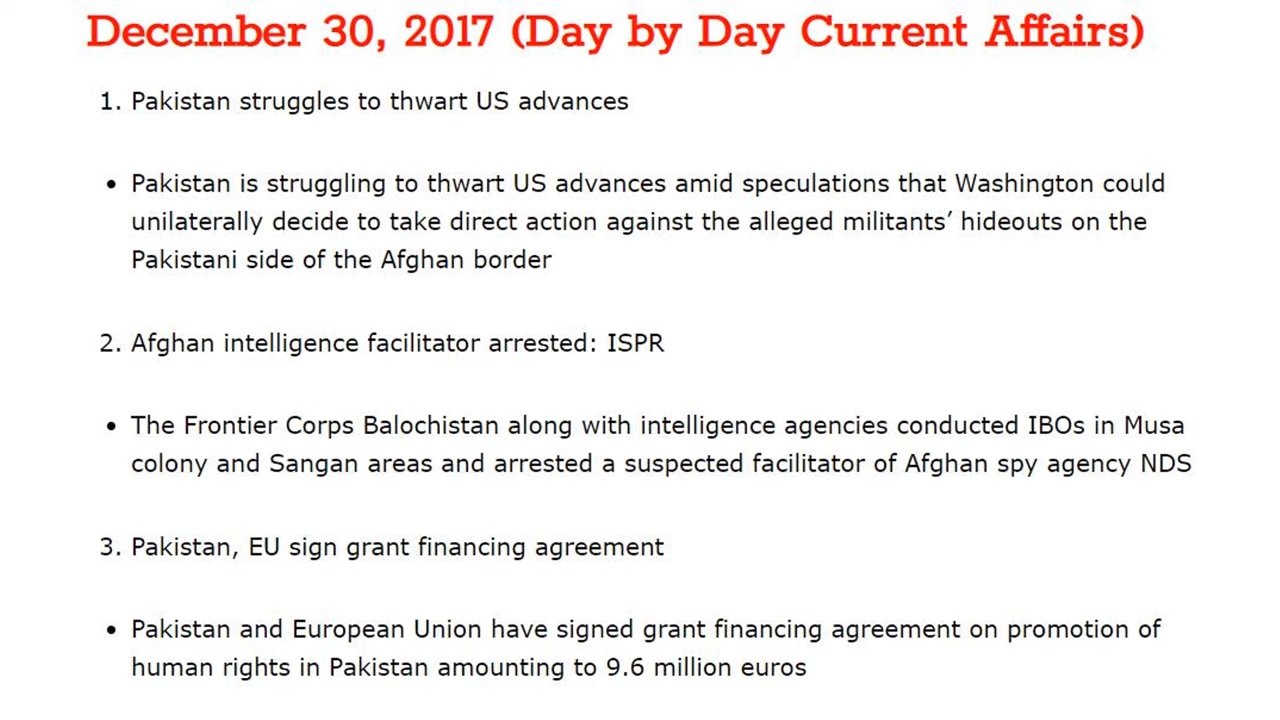 December 30, 2017 (Day by Day Current Affairs)
1. Pakistan struggles to thwart US advances
• Pakistan is struggling to thwart US advances amid speculations that Washington could
unilaterally decide to take direct action against the alleged militants’ hideouts on the
Pakistani side of the Afghan border
2. Afghan intelligence facilitator arrested: ISPR
• The Frontier Corps Balochistan along with intelligence agencies conducted IBOs in Musa
colony and Sangan areas and arrested a suspected facilitator of Afghan spy agency NDS
3. Pakistan, EU sign grant financing agreement
• Pakistan and European Union have signed grant financing agreement on promotion of
human rights in Pakistan amounting to 9.6 million euros